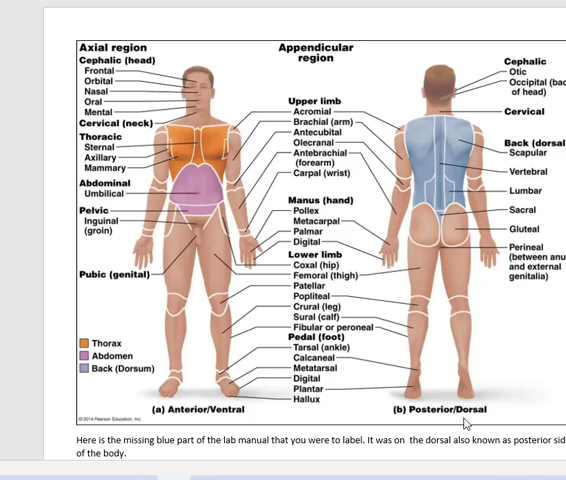 Axial region
Cephalic (head)
Frontal
Orbital
Nasal
Oral
Mental
Cervical (neck)
Thoracic
Sternal
Axillary
Mammary
Abdominal
Umbilical
Pelvic
Inguinal
(groin)
Pubic (genital)
Thorax
Abdomen
Back (Dorsum)
Appendicular
region
Upper limb
Acromial
Brachial (arm)
Antecubital
Olecranal
Antebrachial
(forearm)
Carpal (wrist)
Manus (hand)
Pollex
Metacarpal
Palmar
Digital
Lower limb
Coxal (hip)
Femoral (thigh)
Patellar
Popliteal
Crural (leg)
Sural (calf)
Fibular or peroneal
Pedal (foot)
Tarsal (ankle)
Calcaneal
Metatarsal
Digital
Plantar
Hallux
Cephalic
Otic
Occipital (bac
of head)
Cervical
Back (dorsal
Scapular
Vertebral
Lumbar
Sacral
Gluteal
Perineal
(between anu
and external
genitalia)
(a) Anterior/Ventral
(b) Posterior/Dorsal
© 2014 Pearson Education, Inc.
Here is the missing blue part of the lab manual that you were to label. It was on the dorsal also known as posterior sid
of the body.